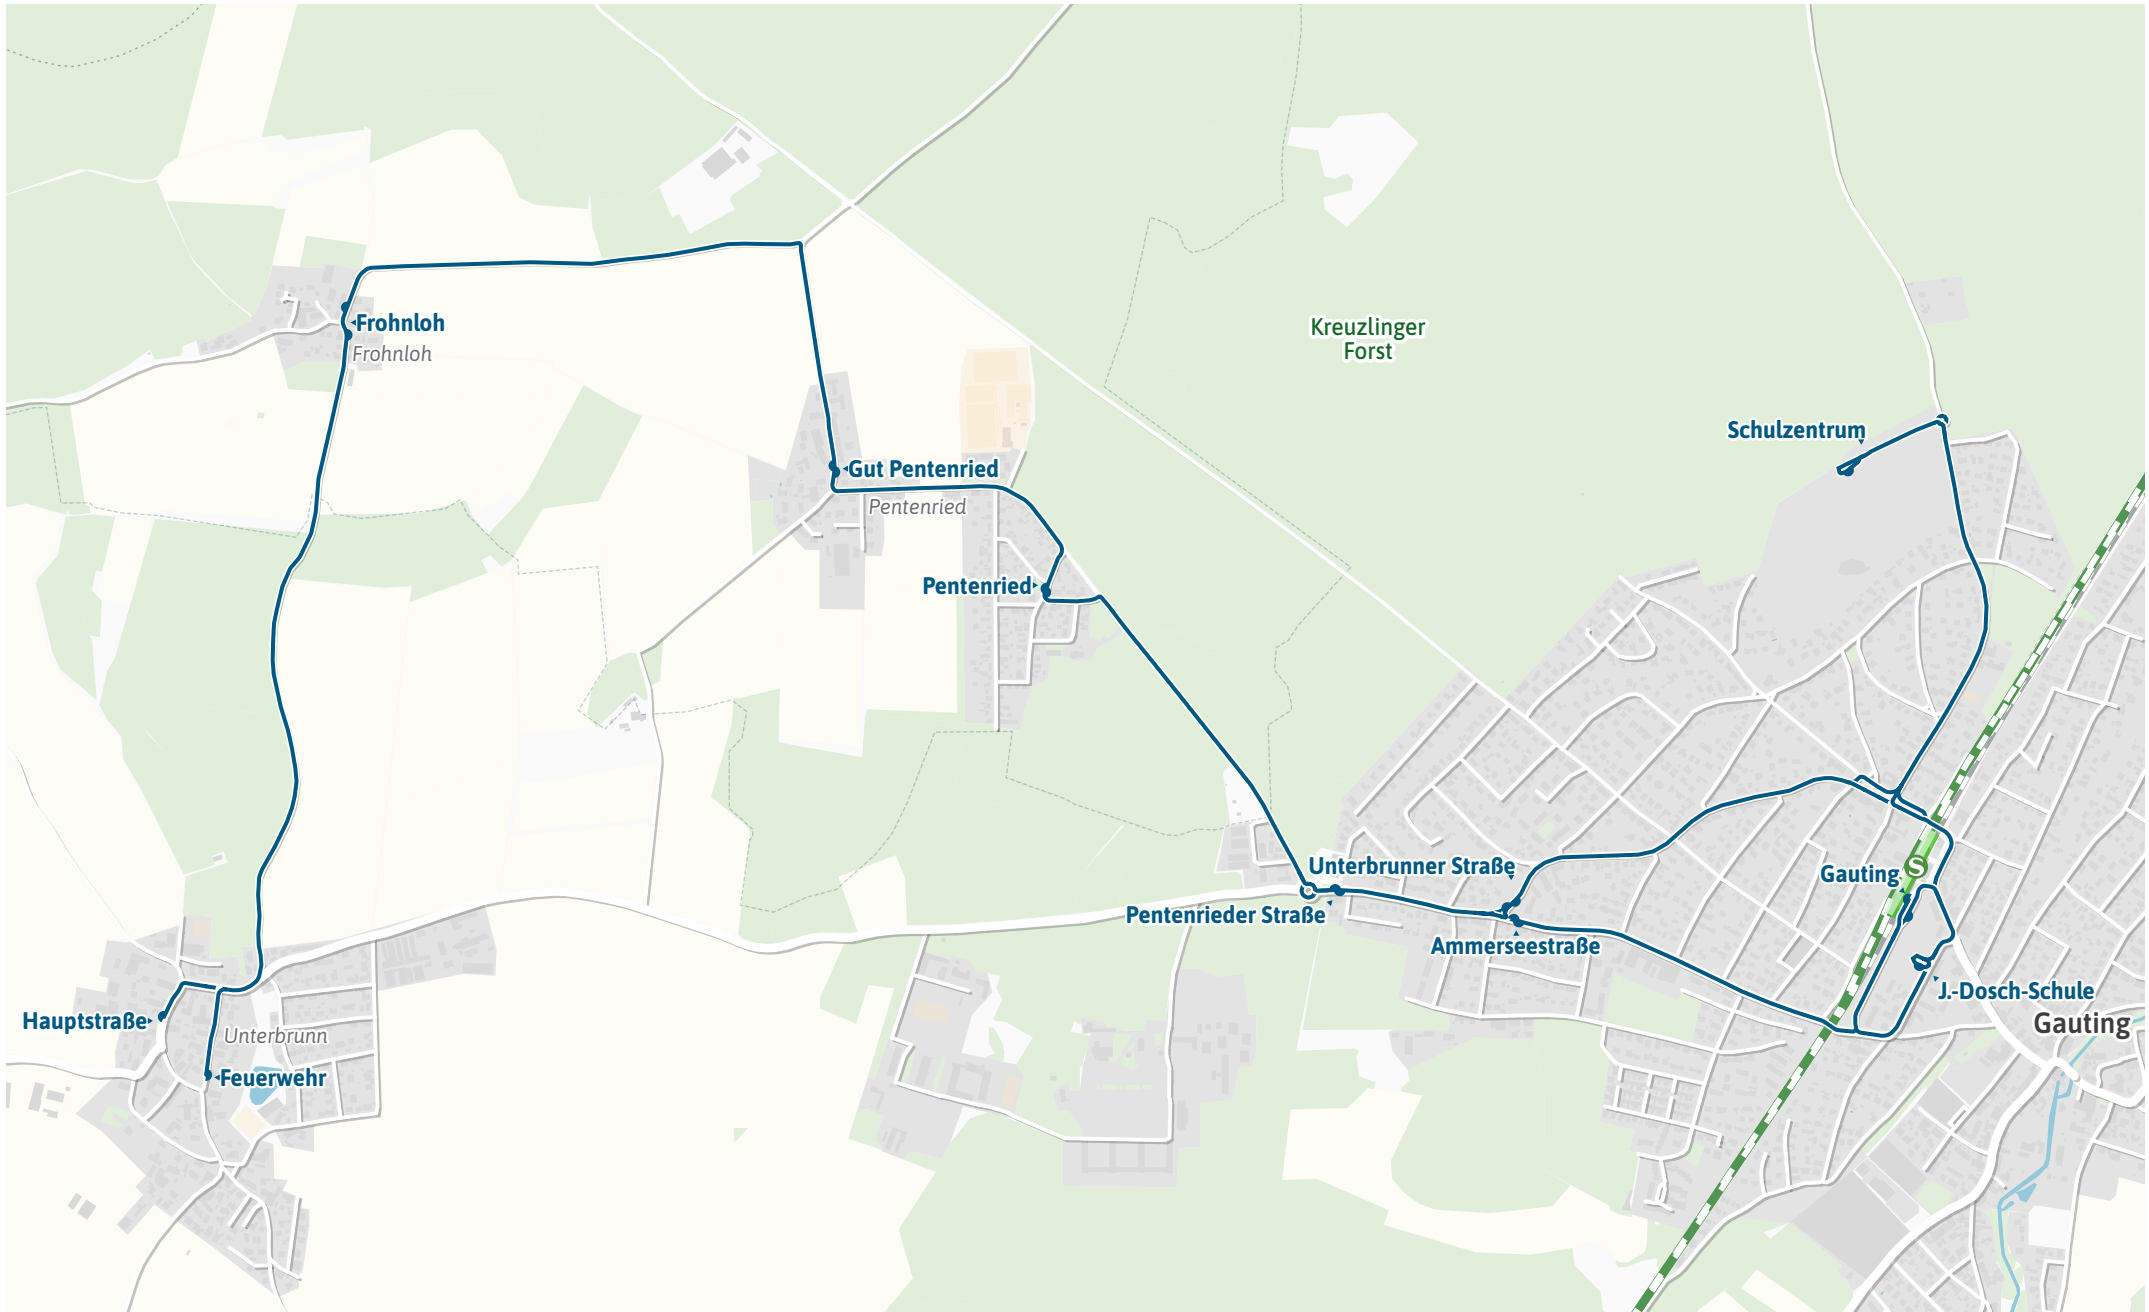 Frohnloh
Frohnloh
Kreuzlinger
Forst
Schulzentrum
Gut Pentenried
Pentenried
Pentenried
Unterbrunner Straße
Gauting
S
Pentenrieder Straße
Ammerseestraße
J.-Dosch-Schule
Gauting
Hauptstraße
Unterbrunn
Feuerwehr